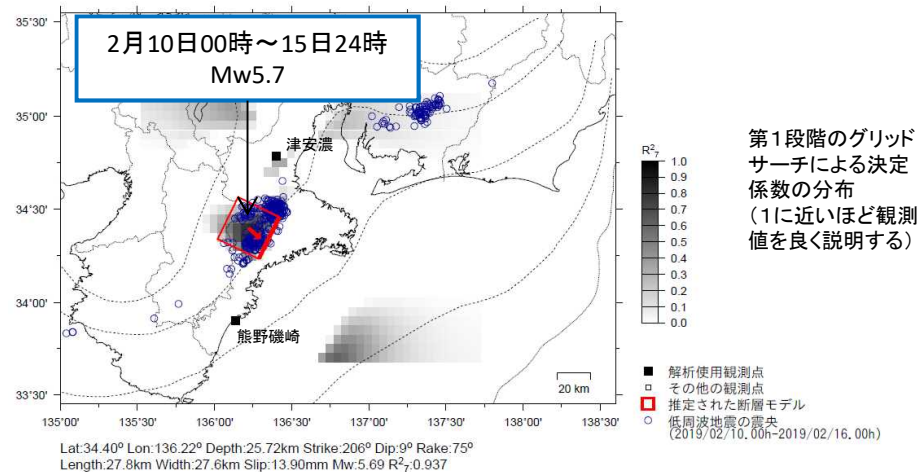 2月10日00時～15日24時
Mw5.7
35°30'
35°00'
34°30'
34°00'
33°30'
135°00'
135°30'
136°00'
136°30'
137°00'
137°30'
138°00'
138°30'
津安濃
熊野磯崎
20 km
R²₇
1.0
0.9
0.8
0.7
0.6
0.5
0.4
0.3
0.2
0.1
0.0
第1段階のグリッド
サーチによる決定
係数の分布
(1に近いほど観測
値を良く説明する)
解析使用観測点
その他の観測点
推定された断層モデル
低周波地震の震央
(2019/02/10.00h-2019/02/16.00h)
Lat:34.40° Lon:136.22° Depth:25.72km Strike:206° Dip:9° Rake:75°
Length:27.8km Width:27.6km Slip:13.90mm Mw:5.69 R²₇:0.937